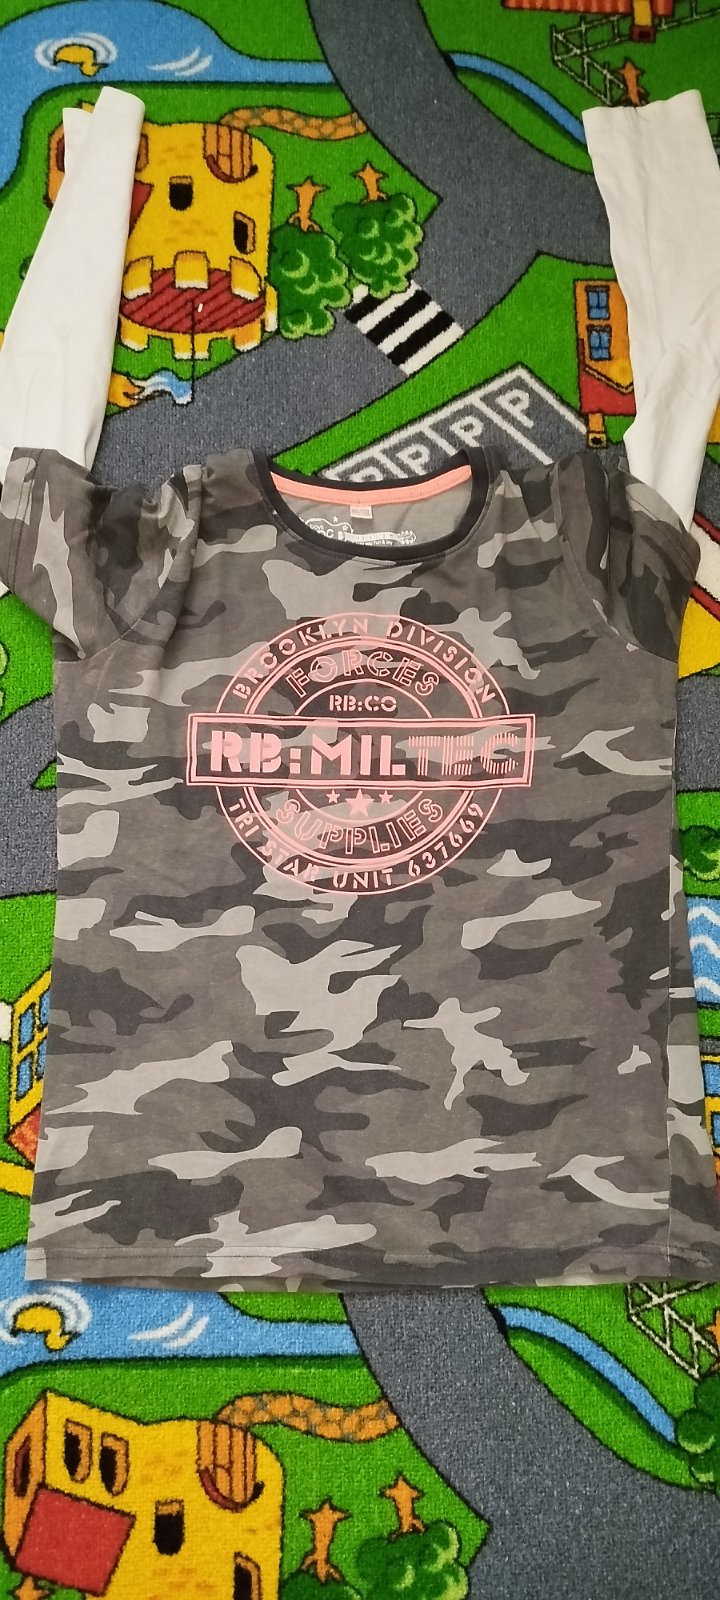 P P P P
BROOKLYN DIVISION
FORCES
RB:CO
RB:MILTEC
SUPPLIES
TRI STAR UNIT 637669